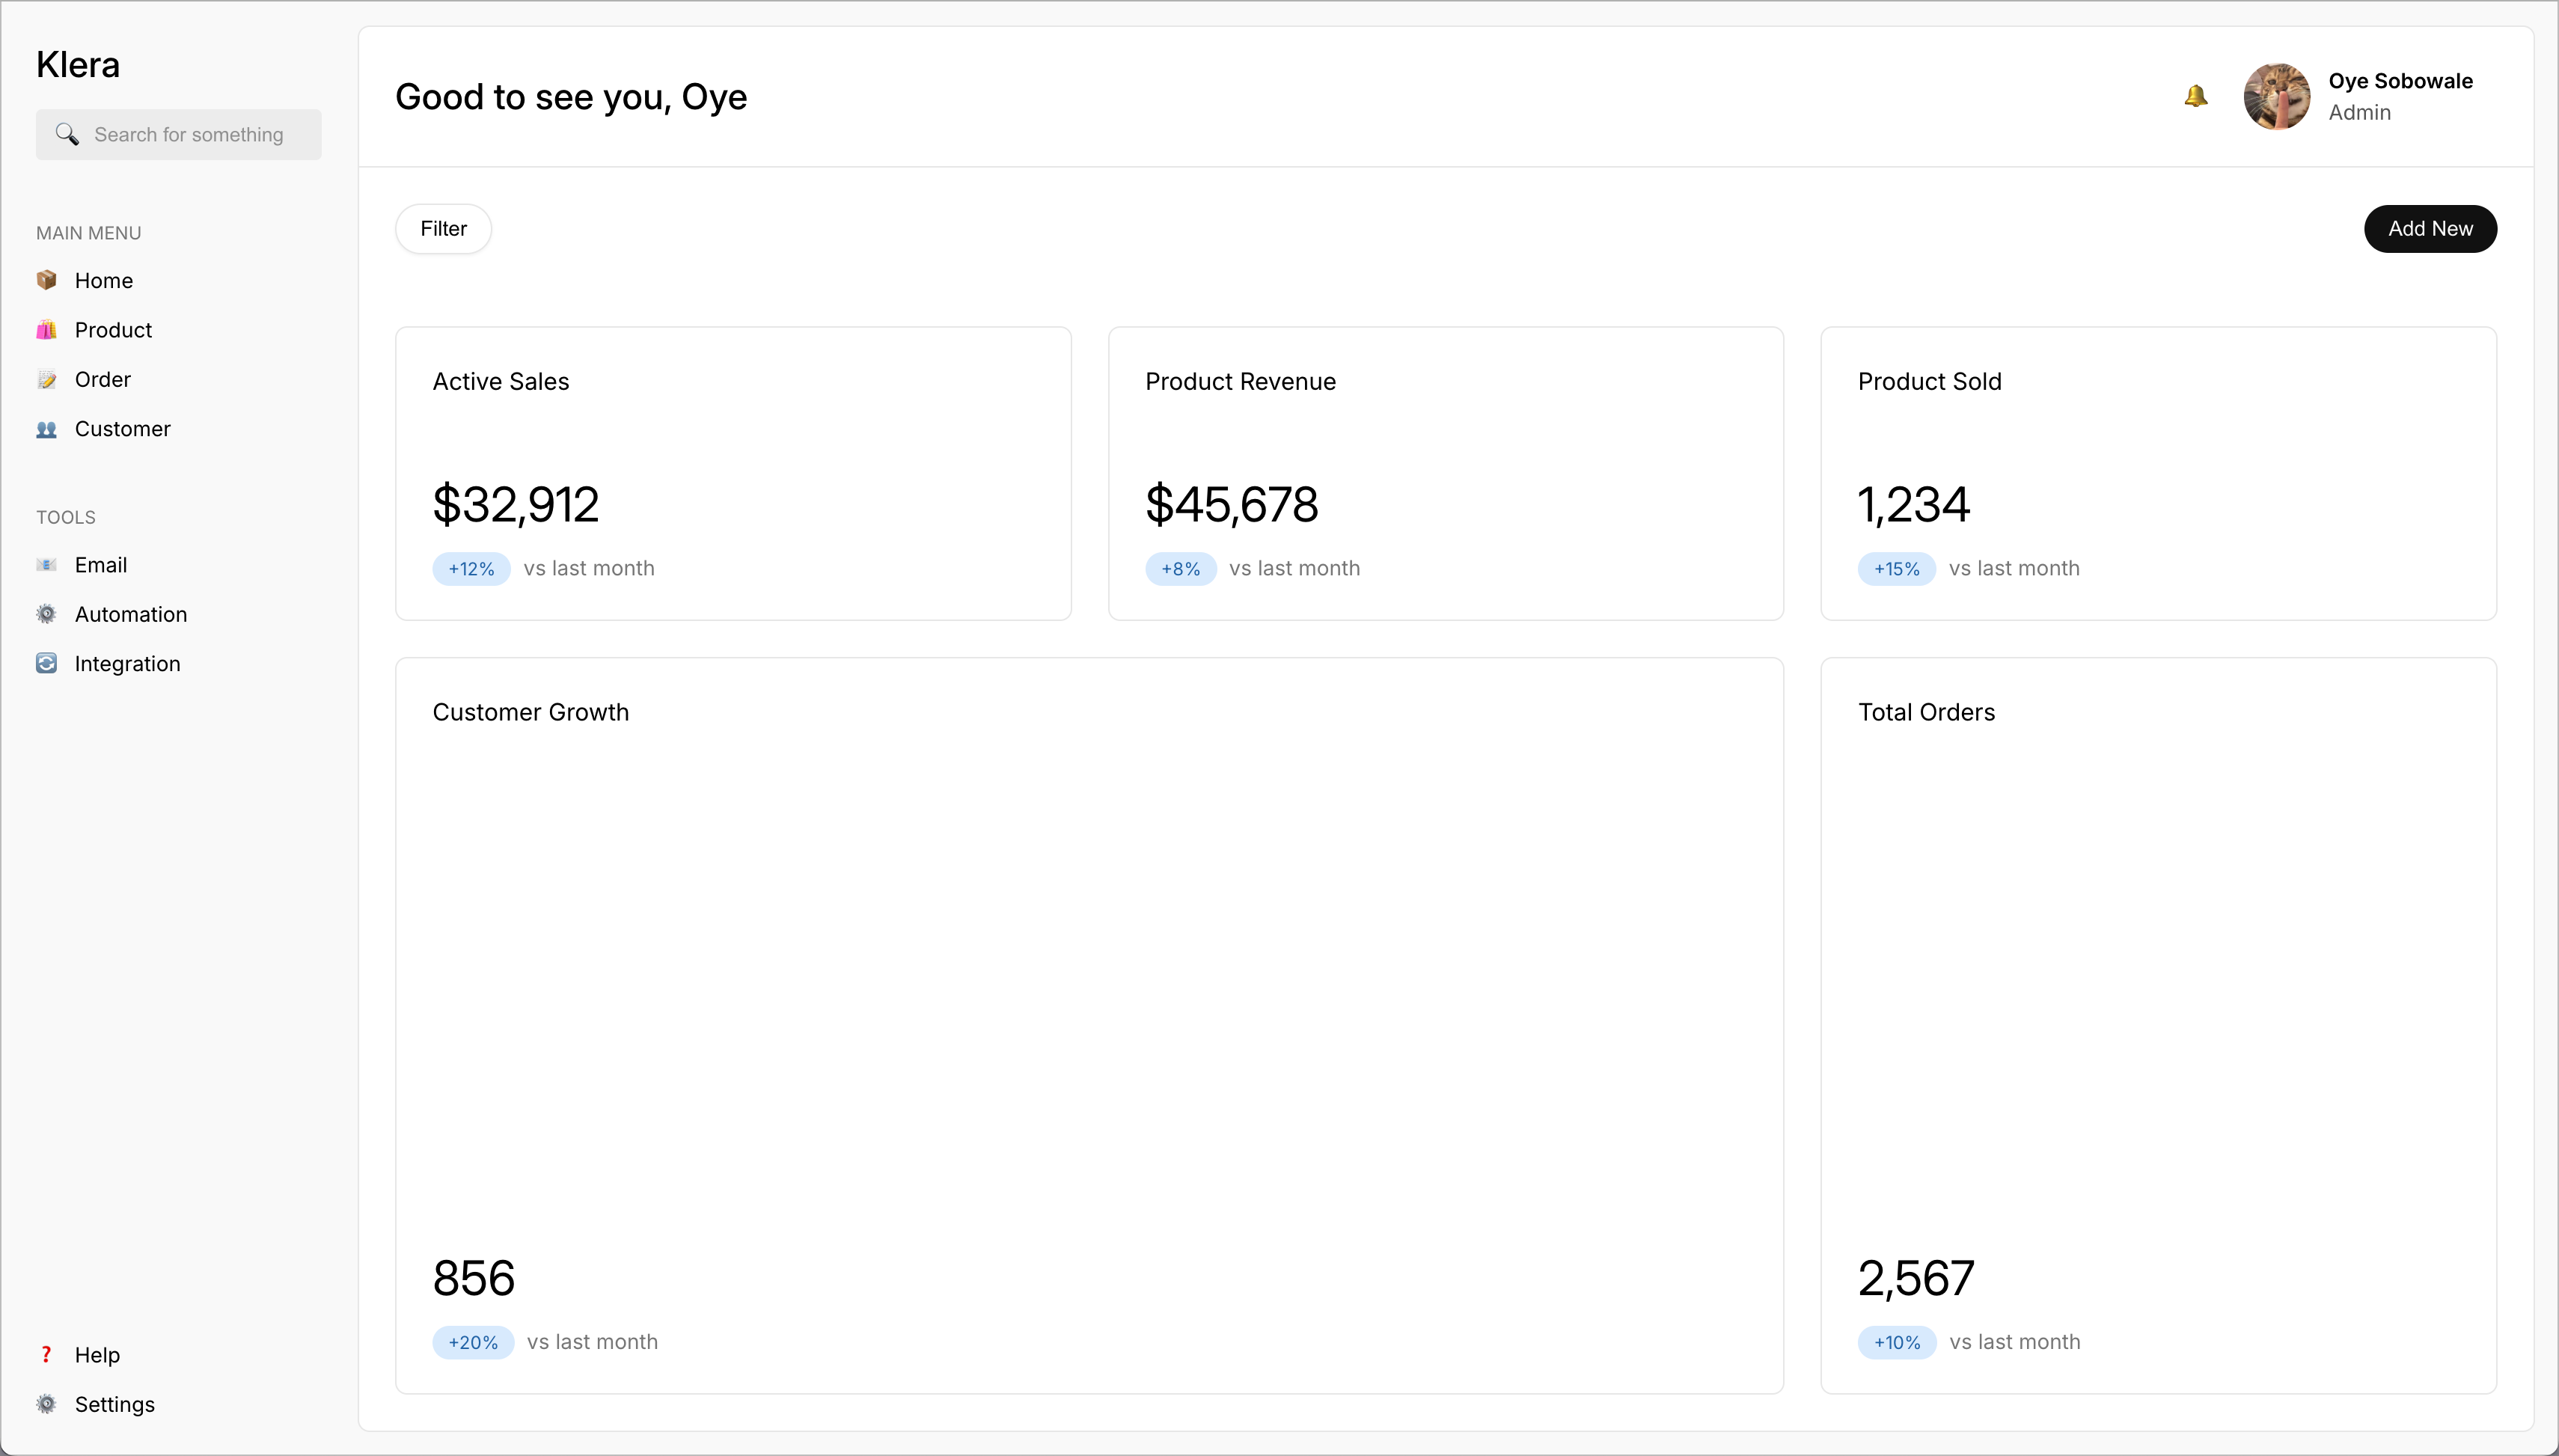 Klera
Search for something
MAIN MENU
Home
Product
Order
Customer
TOOLS
Email
Automation
Integration
Help
Settings
Good to see you, Oye
Oye Sobowale
Admin
Filter
Add New
Active Sales
$32,912
+12% vs last month
Product Revenue
$45,678
+8% vs last month
Product Sold
1,234
+15% vs last month
Customer Growth
856
+20% vs last month
Total Orders
2,567
+10% vs last month